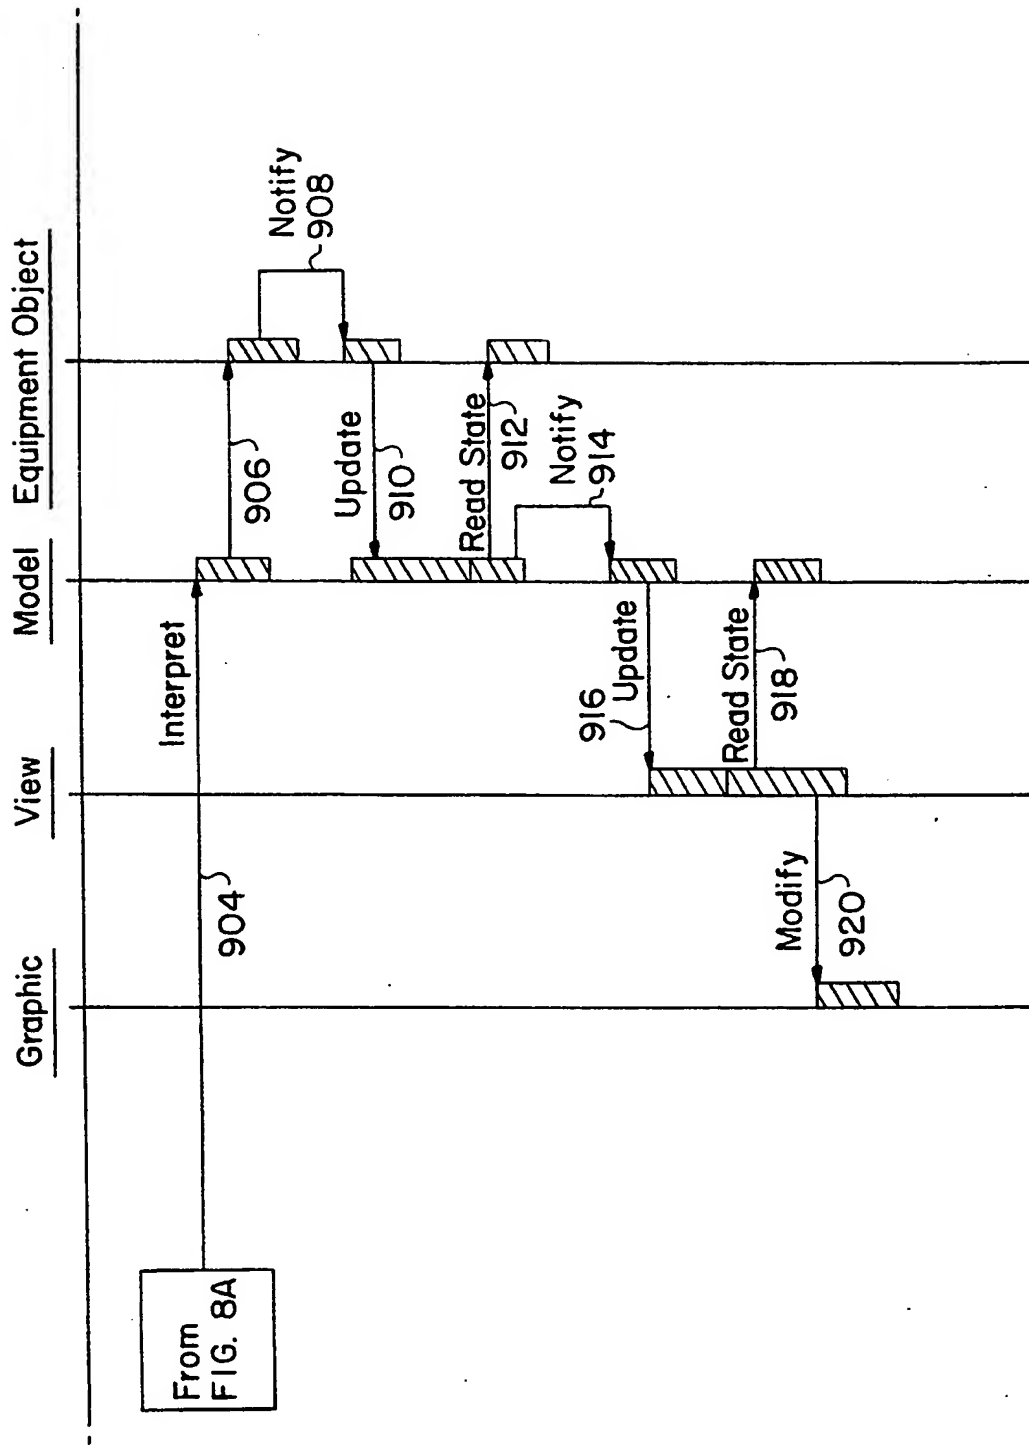 Graphic
View
Model
Equipment Object
From
FIG. 8A
904
Interpret
906
Notify
908
Update
910
Read State
912
Notify
914
916
Update
Read State
918
Modify
920